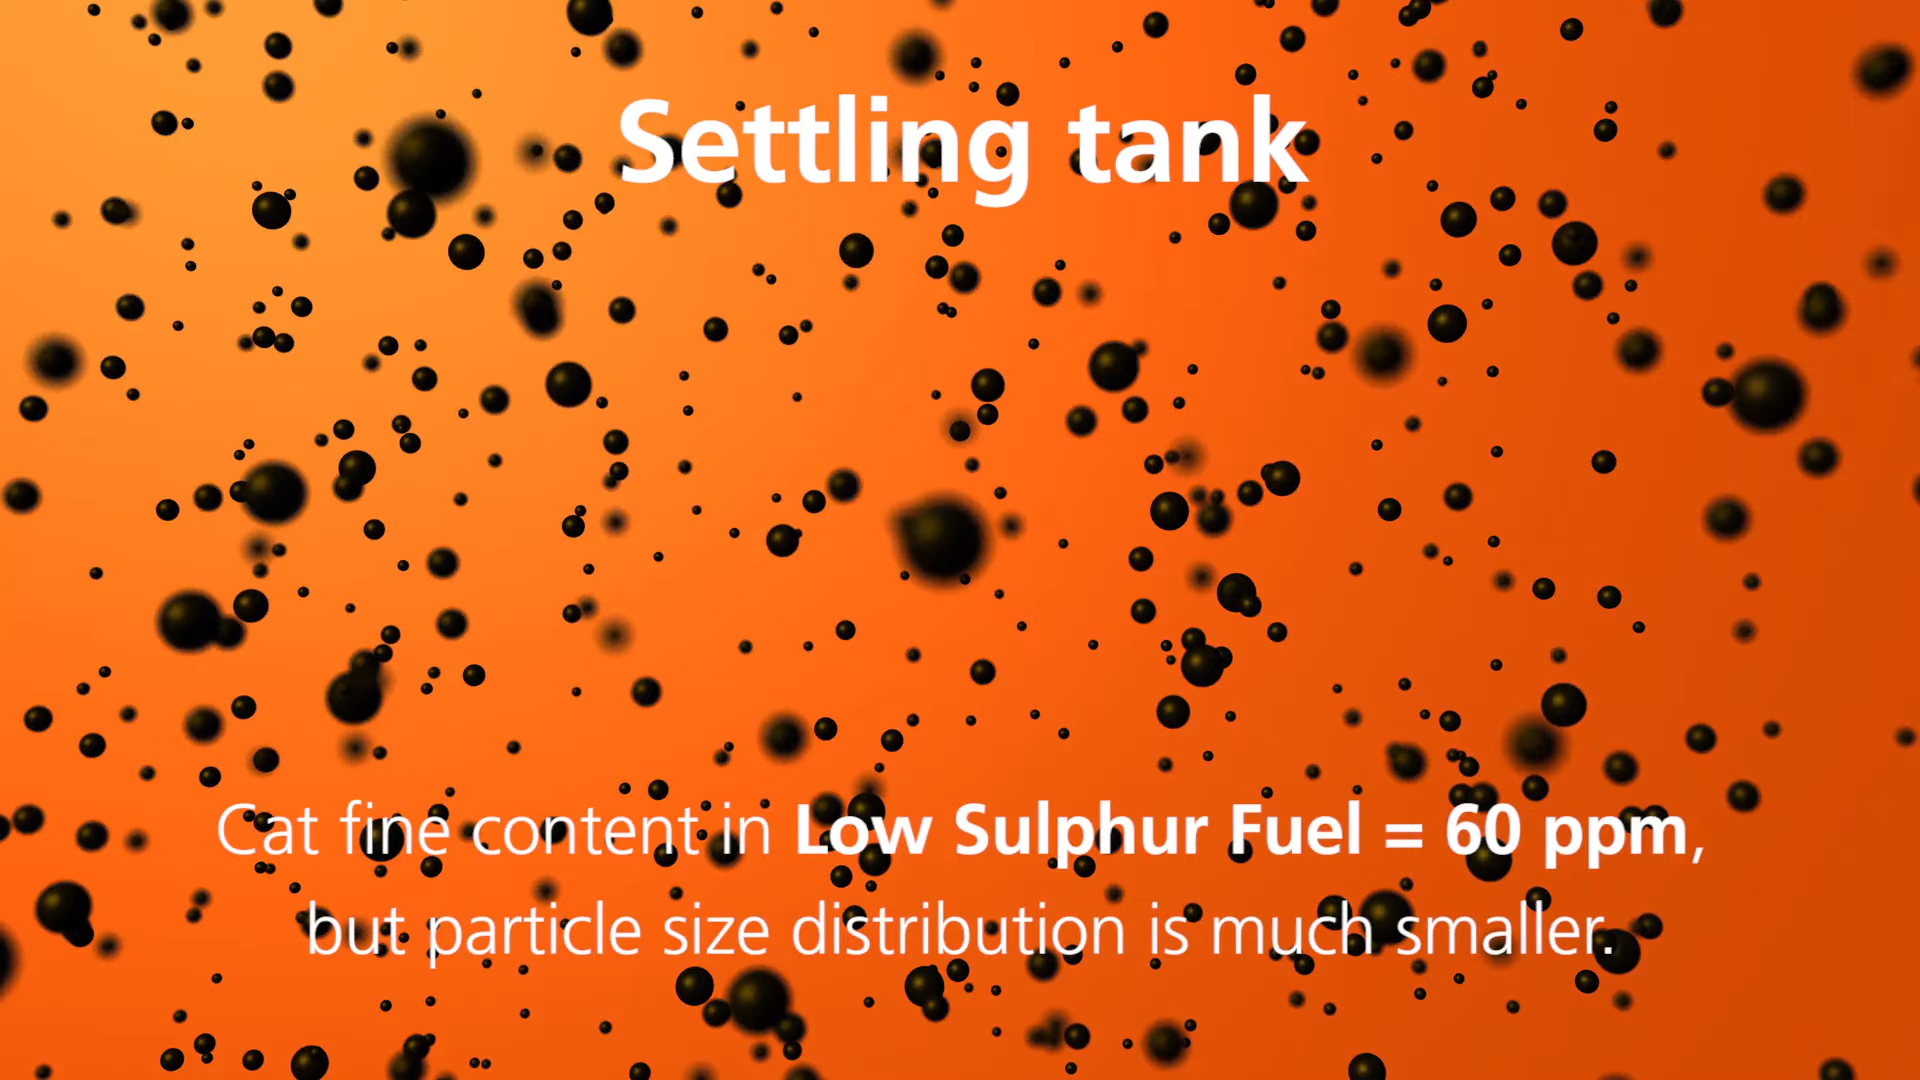 Settling tank
Cat fine content in Low Sulphur Fuel = 60 ppm,
but particle size distribution is much smaller.